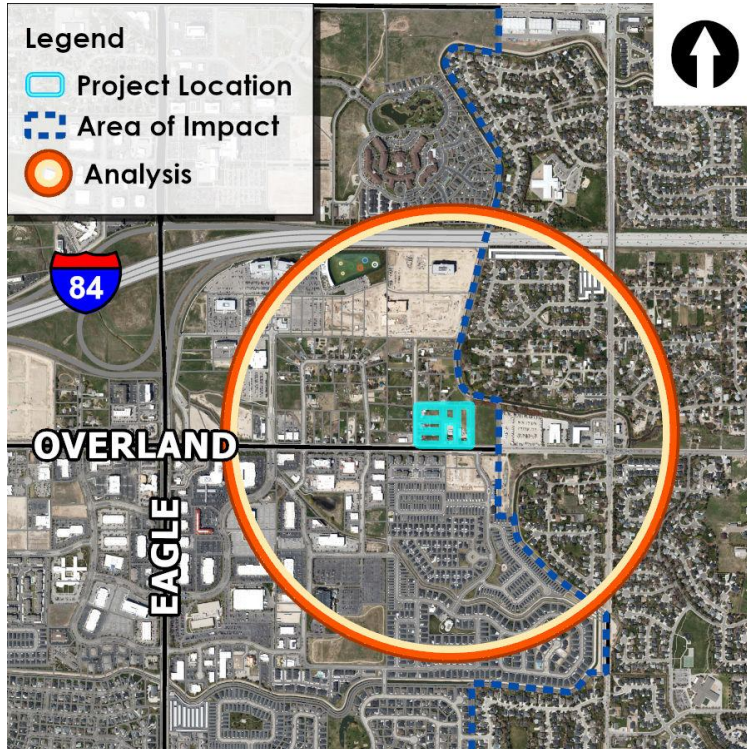 Legend
Project Location
Area of Impact
Analysis
84
OVERLAND
EAGLE